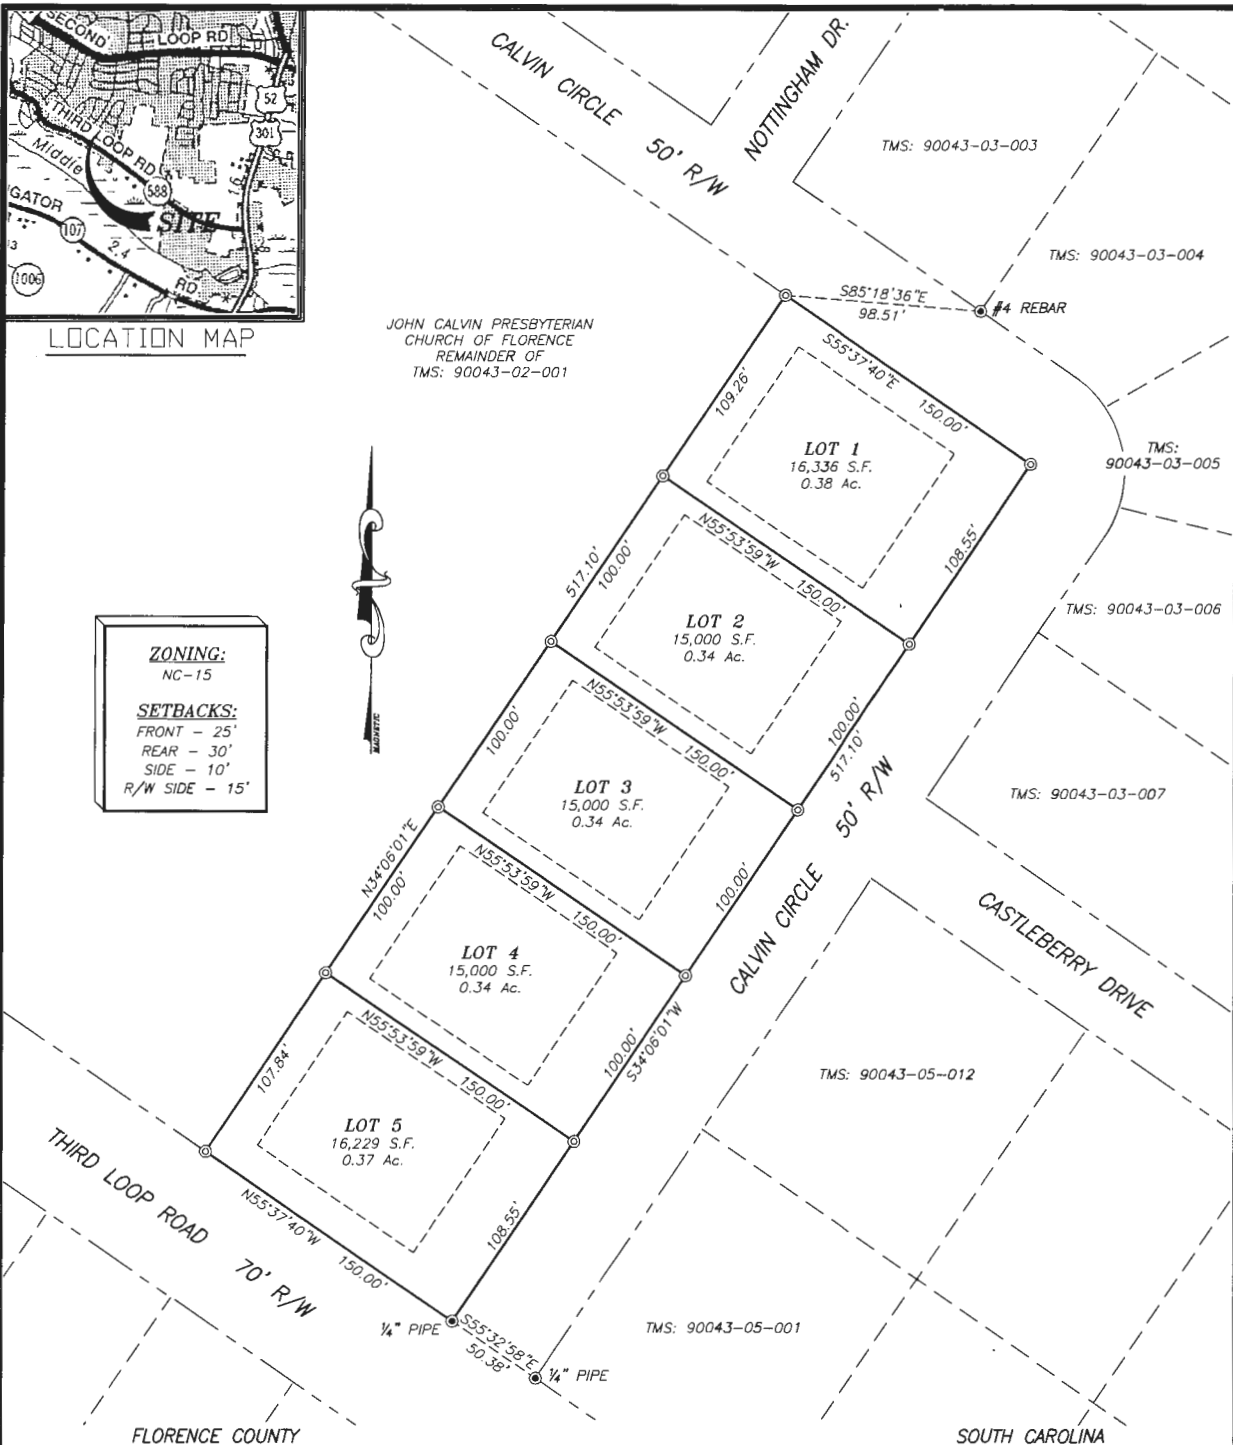 SECOND
LOOP RD
52
301
THIRD LOOP RD
Middle
588
1.6
SITE
GATOR
107
2.4
RD
13
1006
LOCATION MAP
CALVIN CIRCLE 50' R/W
NOTTINGHAM DR.
TMS: 90043-03-003
TMS: 90043-03-004
S85°18'36"E
98.51'
#4 REBAR
JOHN CALVIN PRESBYTERIAN
CHURCH OF FLORENCE
REMAINDER OF
TMS: 90043-02-001
S55°37'40"E 150.00'
109.26'
LOT 1
16,336 S.F.
0.38 Ac.
TMS:
90043-03-005
108.55'
N55°53'59"W 150.00'
517.10'
100.00'
LOT 2
15,000 S.F.
0.34 Ac.
TMS: 90043-03-006
MAGNETIC
ZONING:
NC-15
SETBACKS:
FRONT - 25'
REAR - 30'
SIDE - 10'
R/W SIDE - 15'
N55°53'59"W 150.00'
100.00'
100.00'
517.10'
LOT 3
15,000 S.F.
0.34 Ac.
CALVIN CIRCLE 50' R/W
TMS: 90043-03-007
N34°06'01"E
100.00'
N55°53'59"W 150.00'
100.00'
CASTLEBERRY DRIVE
LOT 4
15,000 S.F.
0.34 Ac.
100.00'
S34°06'01"W
N55°53'59"W 150.00'
TMS: 90043-05-012
107.84'
LOT 5
16,229 S.F.
0.37 Ac.
108.55'
THIRD LOOP ROAD 70' R/W
N55°37'40"W 150.00'
1/4" PIPE
S55°32'58"E
50.38'
1/4" PIPE
TMS: 90043-05-001
FLORENCE COUNTY
SOUTH CAROLINA